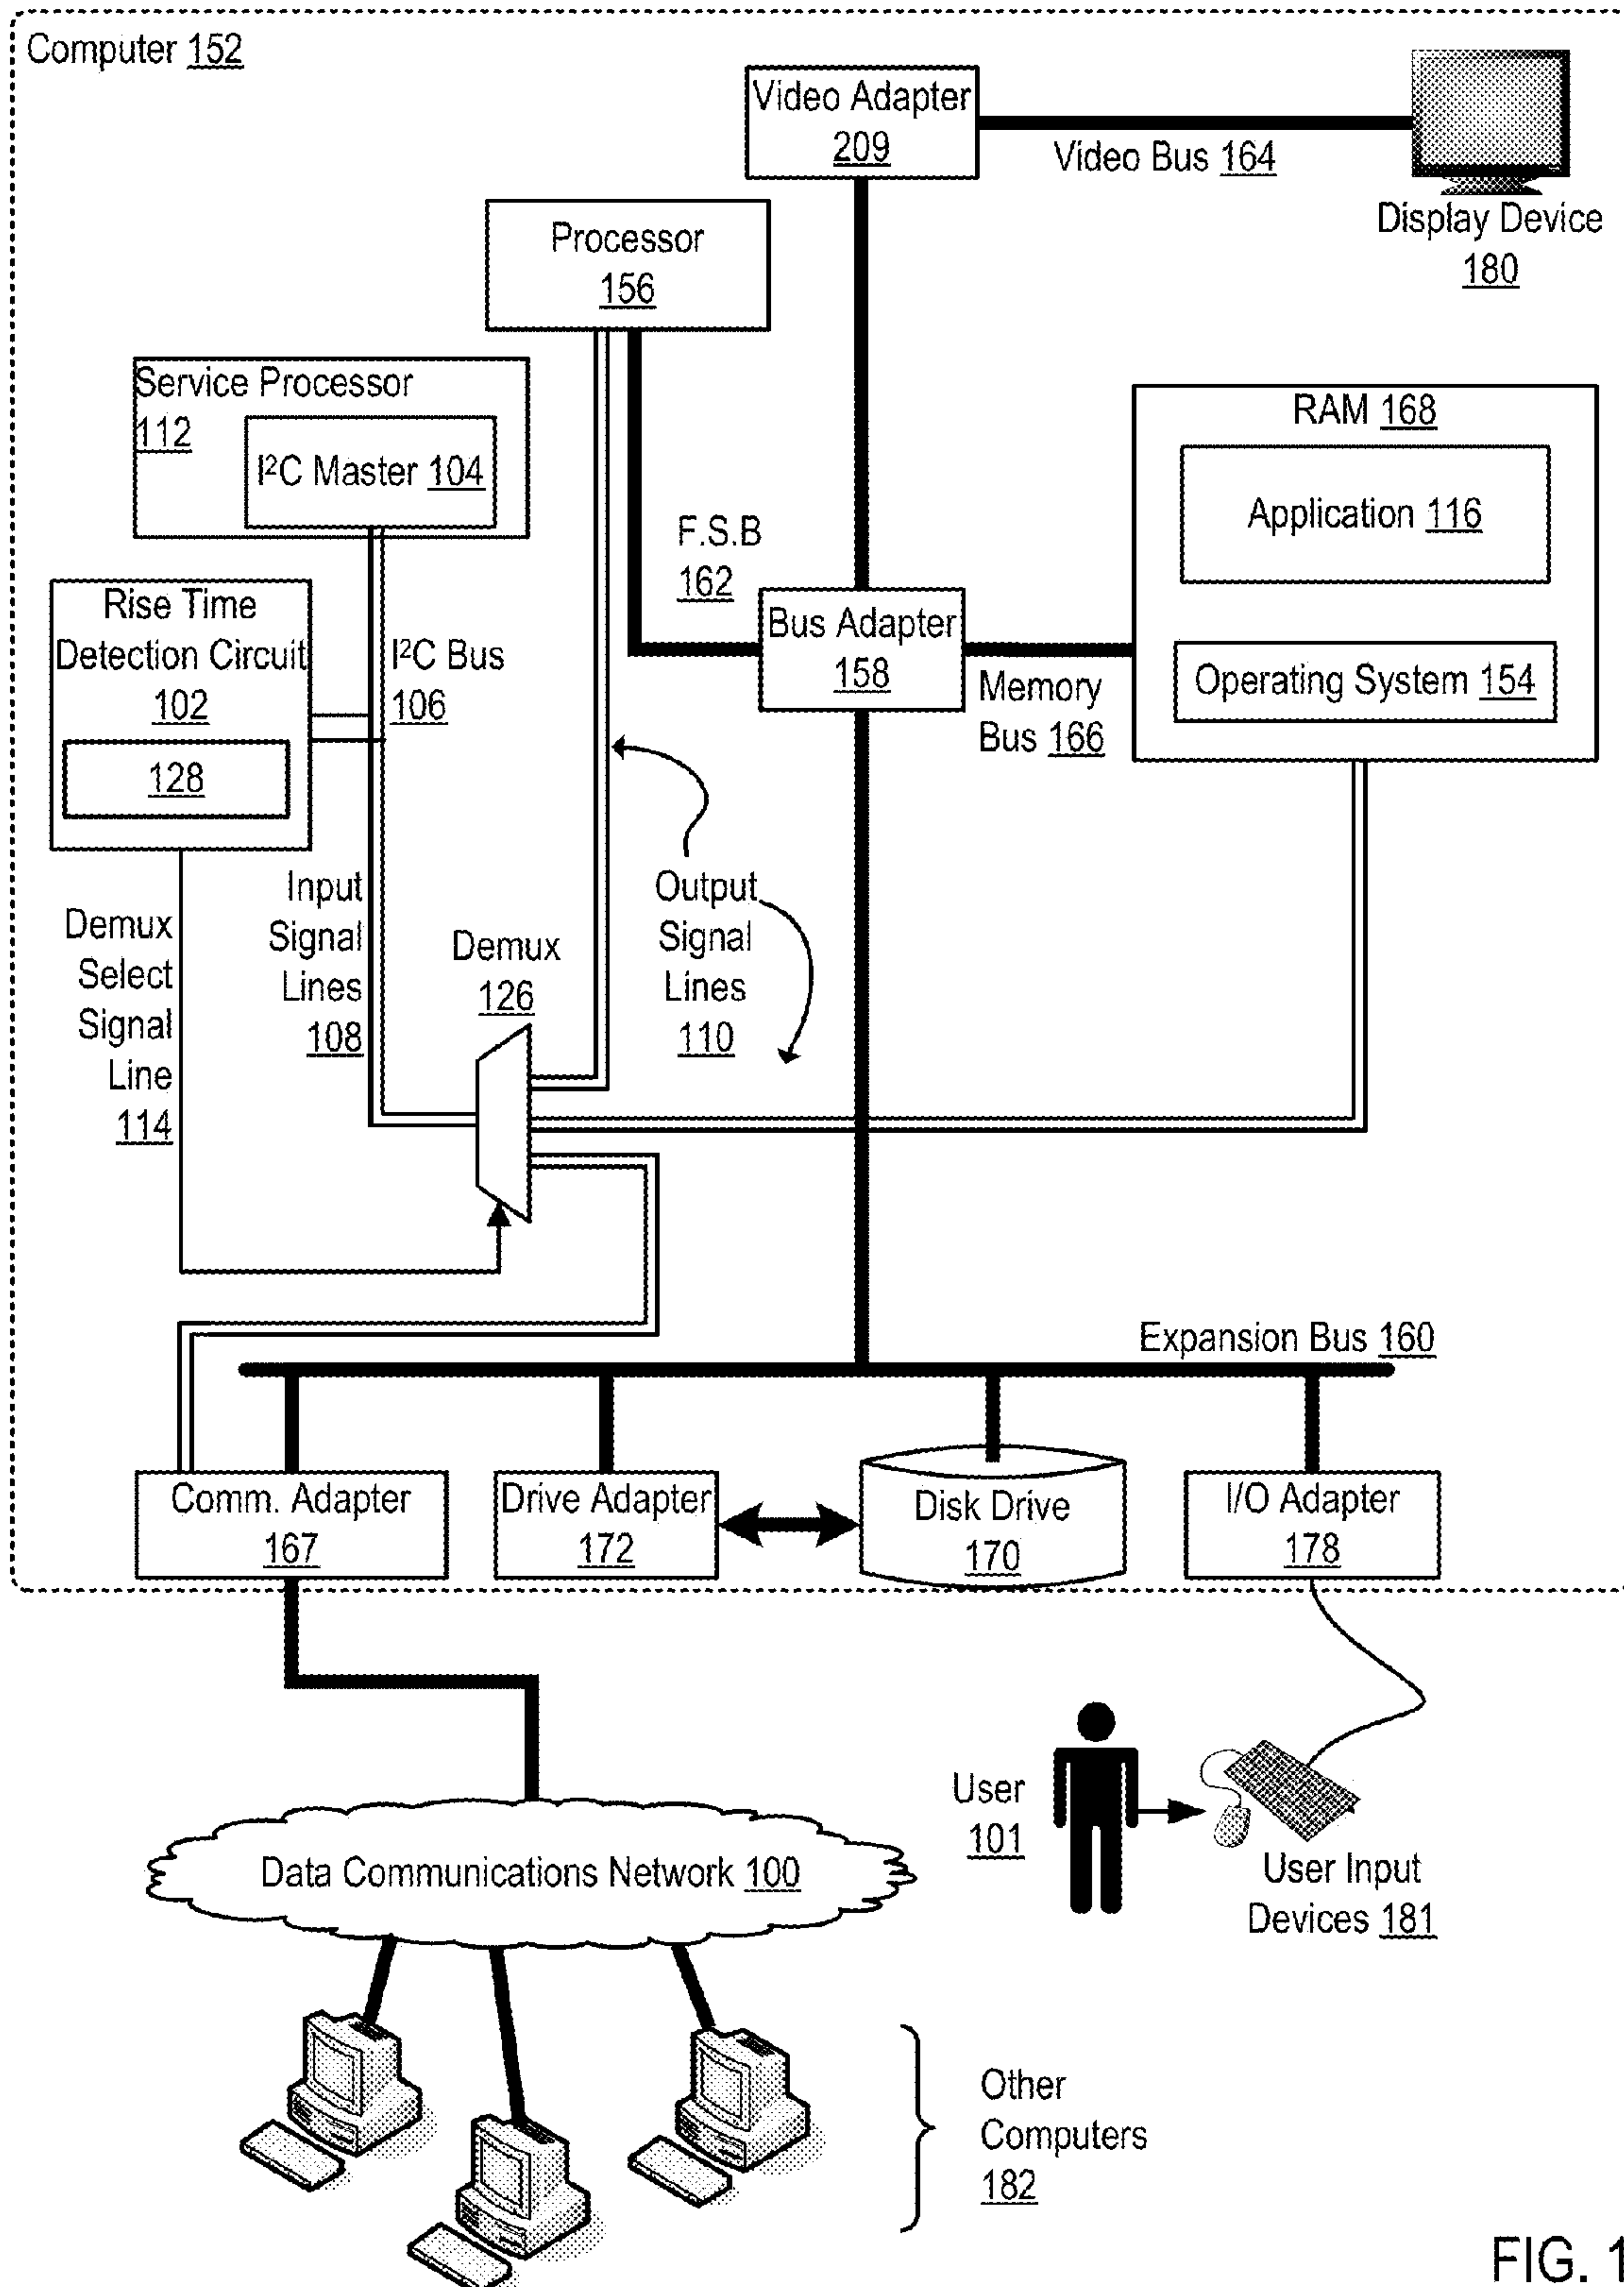 Computer 152
Video Adapter
209
Video Bus 164
Display Device
180
Processor
156
Service Processor
112
I²C Master 104
RAM 168
Application 116
Operating System 154
F.S.B
162
Bus Adapter
158
Memory
Bus 166
Rise Time
Detection Circuit
102
128
I²C Bus
106
Demux
Select
Signal
Line
114
Input
Signal
Lines
108
Demux
126
Output
Signal
Lines
110
Expansion Bus 160
Comm. Adapter
167
Drive Adapter
172
Disk Drive
170
I/O Adapter
178
User
101
User Input
Devices 181
Data Communications Network 100
Other
Computers
182
FIG. 1